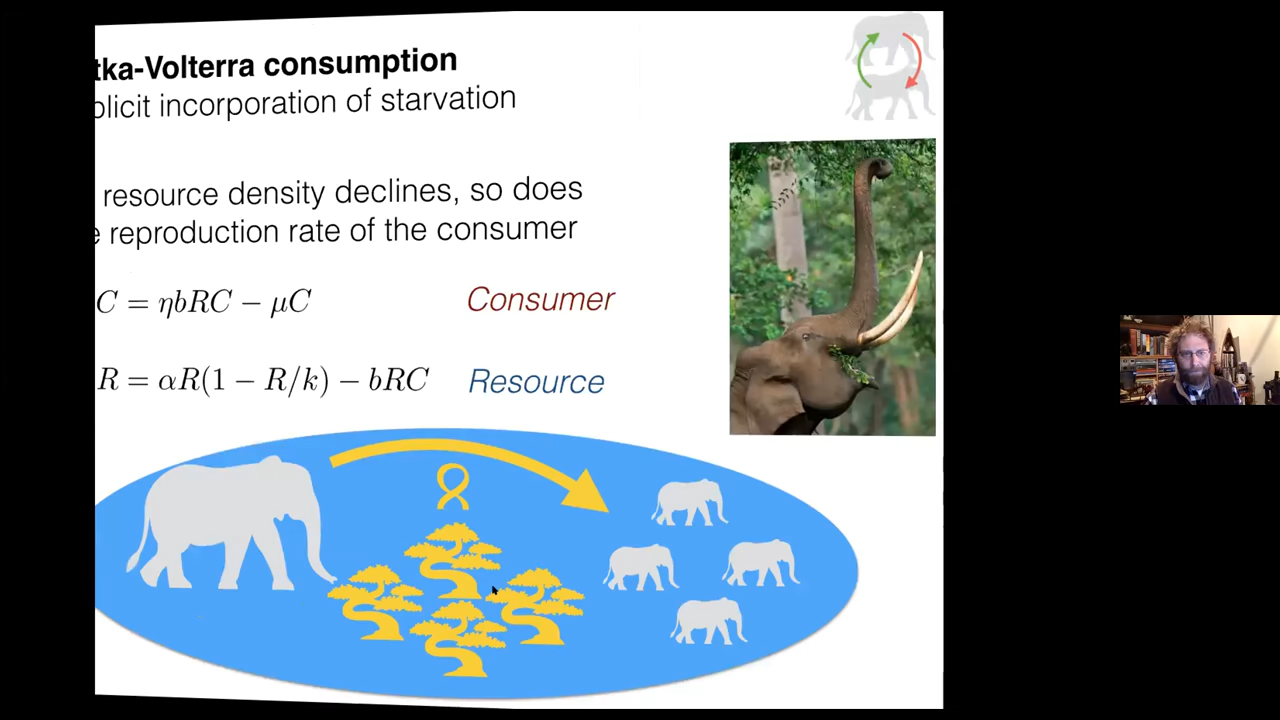 tka-Volterra consumption
plicit incorporation of starvation
resource density declines, so does
e reproduction rate of the consumer
C = ηbRC − μC
Consumer
R = αR(1 − R/k) − bRC
Resource